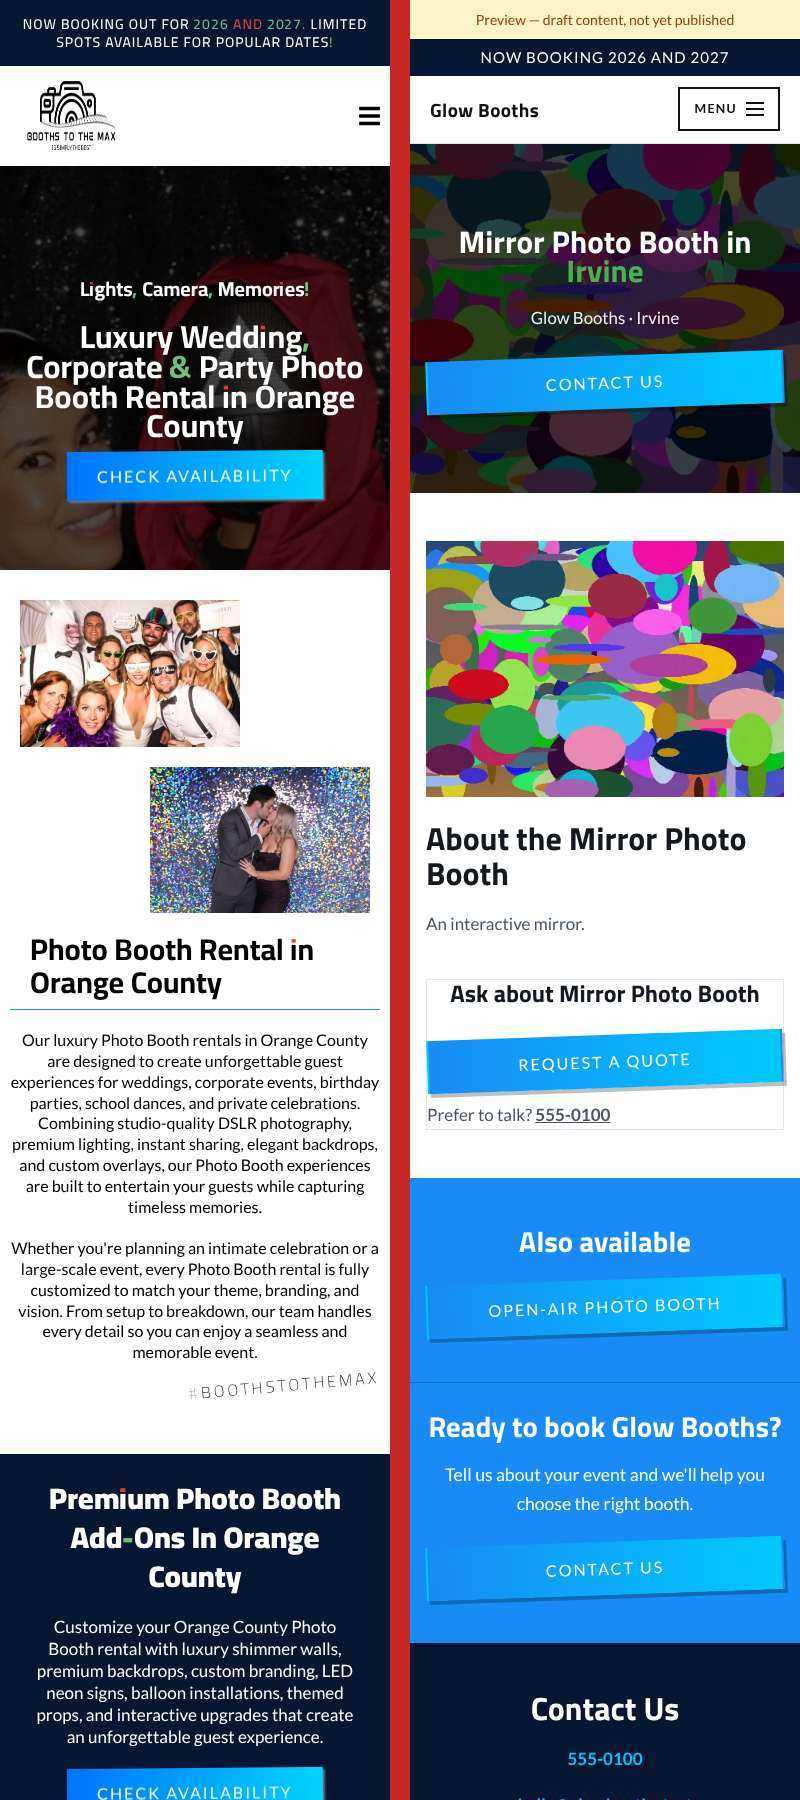 NOW BOOKING OUT FOR 2026 AND 2027. LIMITED
SPOTS AVAILABLE FOR POPULAR DATES!
BOOTHS TO THE MAX
Lights, Camera, Memories!
Luxury Wedding,
Corporate & Party Photo
Booth Rental in Orange
County
CHECK AVAILABILITY
Photo Booth Rental in
Orange County
Our luxury Photo Booth rentals in Orange County
are designed to create unforgettable guest
experiences for weddings, corporate events, birthday
parties, school dances, and private celebrations.
Combining studio-quality DSLR photography,
premium lighting, instant sharing, elegant backdrops,
and custom overlays, our Photo Booth experiences
are built to entertain your guests while capturing
timeless memories.
Whether you're planning an intimate celebration or a
large-scale event, every Photo Booth rental is fully
customized to match your theme, branding, and
vision. From setup to breakdown, our team handles
every detail so you can enjoy a seamless and
memorable event.
#BOOTHSTOTHEMAX
Premium Photo Booth
Add-Ons In Orange
County
Customize your Orange County Photo
Booth rental with luxury shimmer walls,
premium backdrops, custom branding, LED
neon signs, balloon installations, themed
props, and interactive upgrades that create
an unforgettable guest experience.
CHECK AVAILABILITY
Preview — draft content, not yet published
NOW BOOKING 2026 AND 2027
Glow Booths
MENU
Mirror Photo Booth in
Irvine
Glow Booths · Irvine
CONTACT US
About the Mirror Photo
Booth
An interactive mirror.
Ask about Mirror Photo Booth
REQUEST A QUOTE
Prefer to talk? 555-0100
Also available
OPEN-AIR PHOTO BOOTH
Ready to book Glow Booths?
Tell us about your event and we'll help you
choose the right booth.
CONTACT US
Contact Us
555-0100